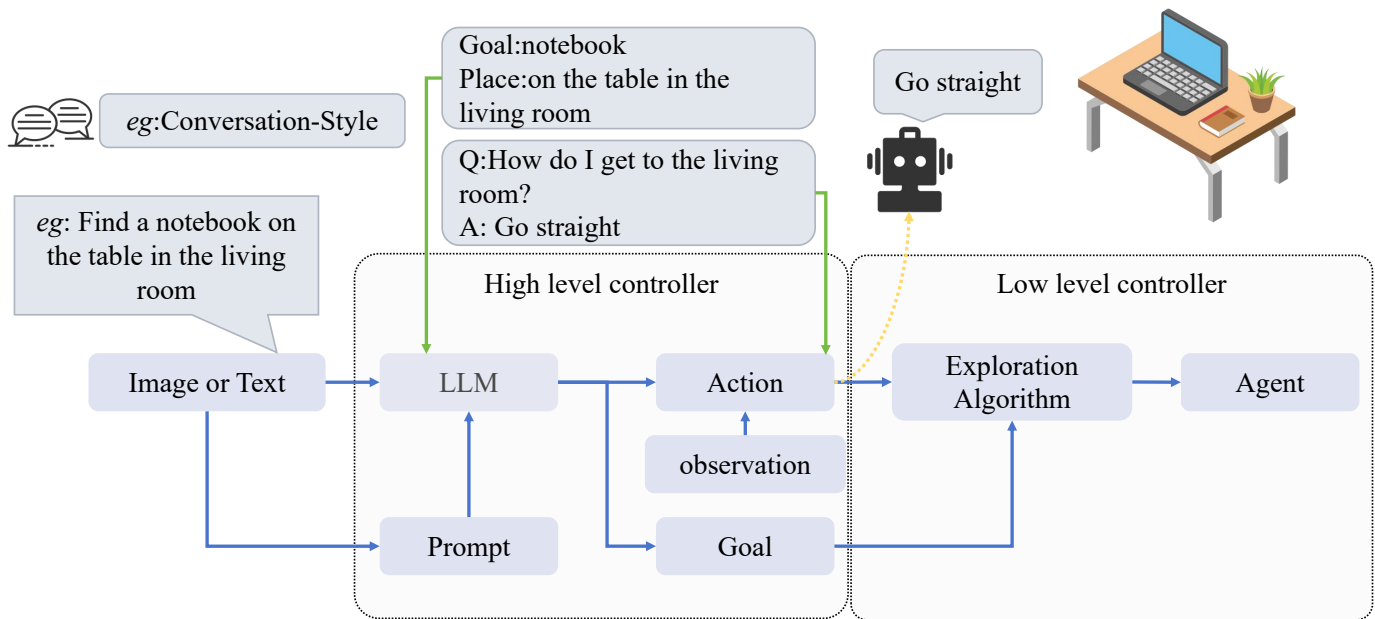 Goal:notebook
Place:on the table in the
living room
Go straight
eg:Conversation-Style
Q:How do I get to the living
room?
A: Go straight
eg: Find a notebook on
the table in the living
room
High level controller
Low level controller
Image or Text
LLM
Action
Exploration
Algorithm
Agent
observation
Prompt
Goal